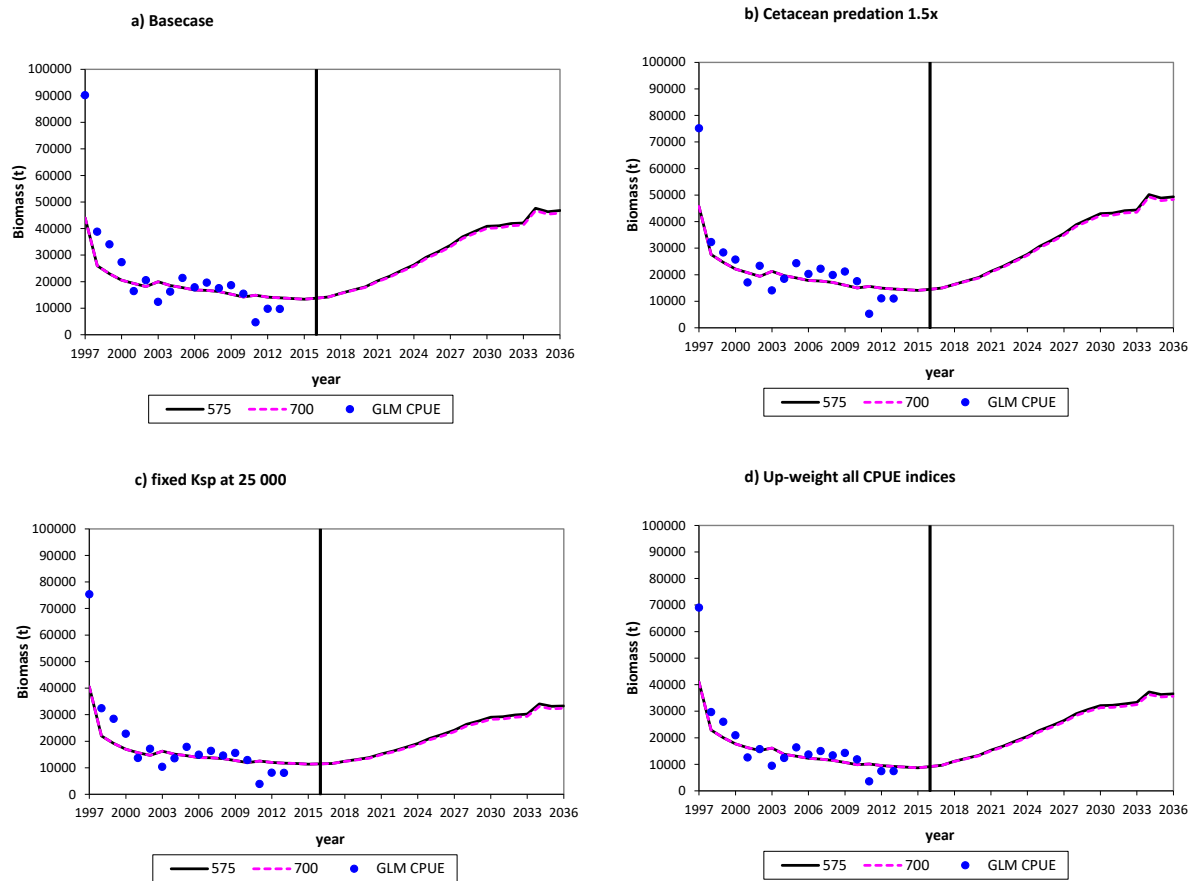 a) Basecase
100000
90000
80000
70000
60000
50000
40000
30000
20000
10000
0
Biomass (t)
1997 2000 2003 2006 2009 2012 2015 2018 2021 2024 2027 2030 2033 2036
year
575 700 GLM CPUE
b) Cetacean predation 1.5x
100000
90000
80000
70000
60000
50000
40000
30000
20000
10000
0
Biomass (t)
1997 2000 2003 2006 2009 2012 2015 2018 2021 2024 2027 2030 2033 2036
year
575 700 GLM CPUE
c) fixed Ksp at 25 000
100000
90000
80000
70000
60000
50000
40000
30000
20000
10000
0
Biomass (t)
1997 2000 2003 2006 2009 2012 2015 2018 2021 2024 2027 2030 2033 2036
year
575 700 GLM CPUE
d) Up-weight all CPUE indices
100000
90000
80000
70000
60000
50000
40000
30000
20000
10000
0
Biomass (t)
1997 2000 2003 2006 2009 2012 2015 2018 2021 2024 2027 2030 2033 2036
year
575 700 GLM CPUE